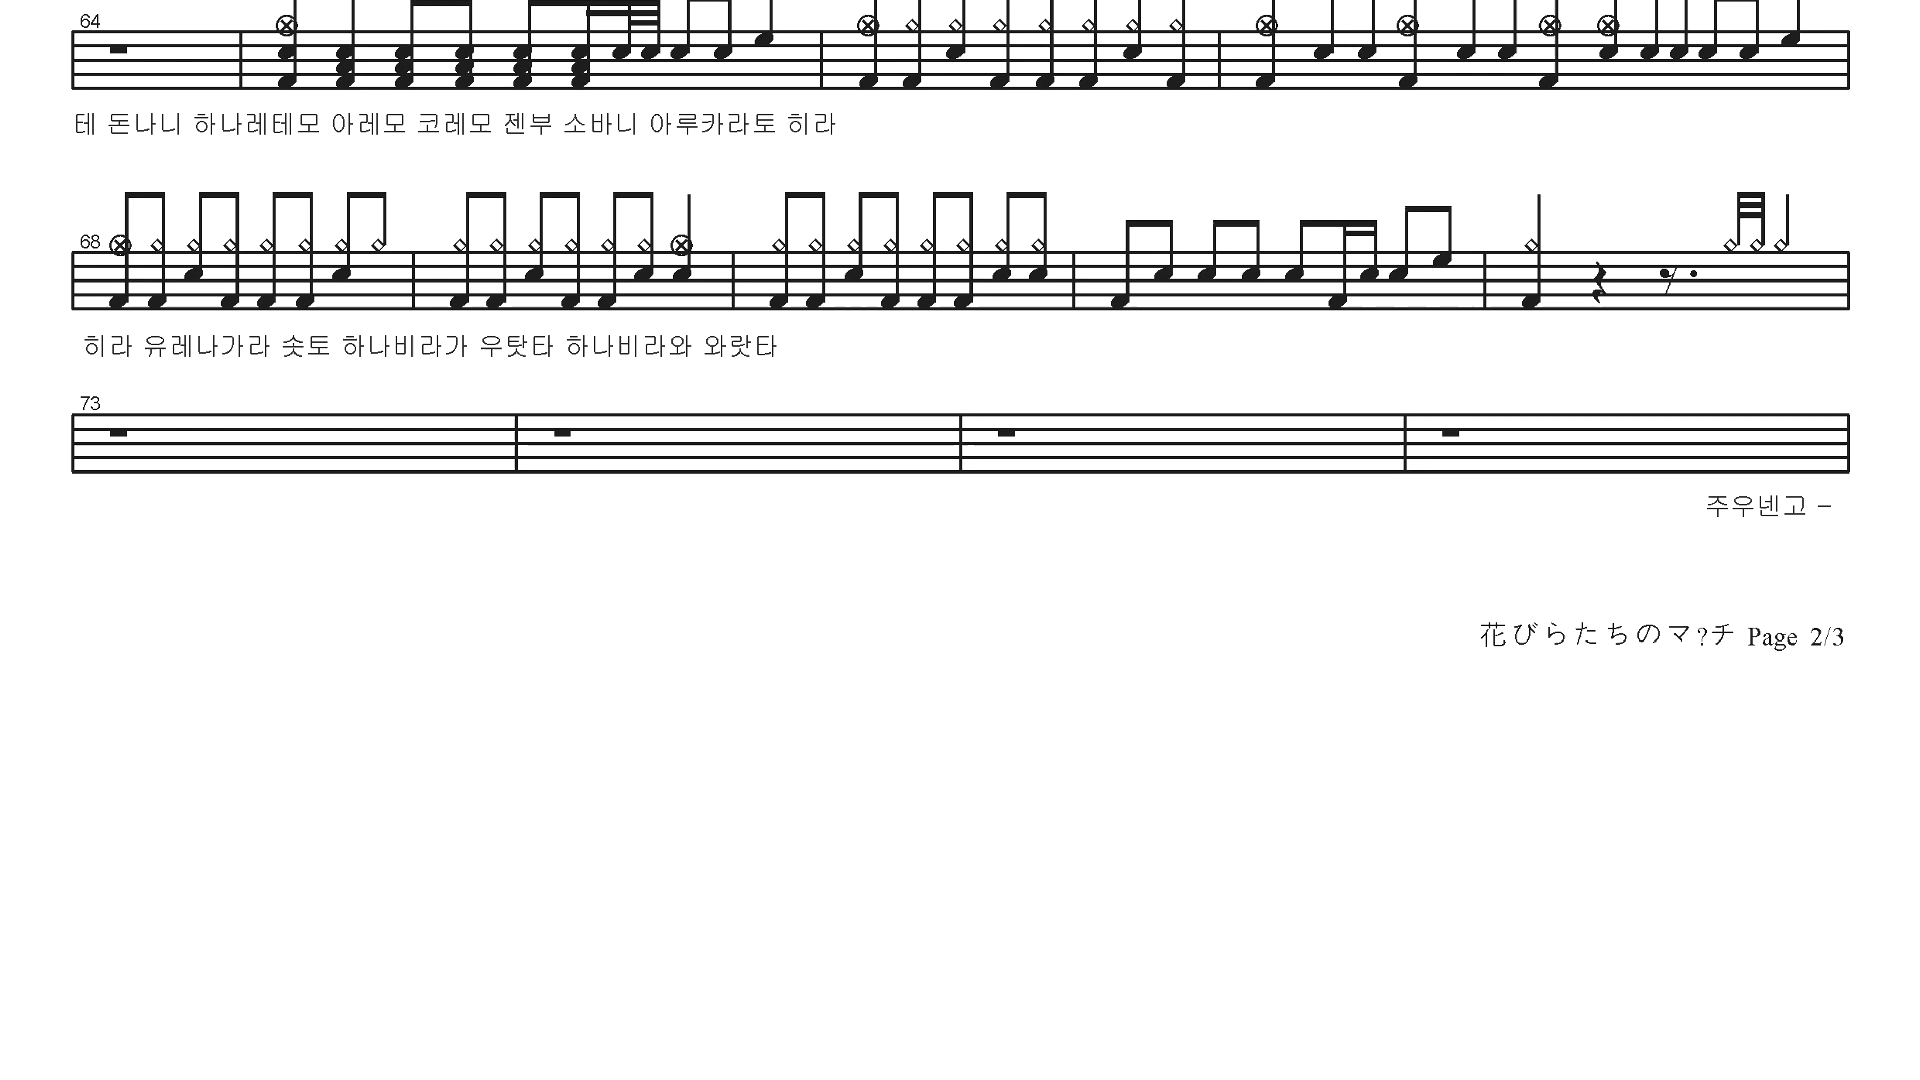 64
테 돈나니 하나레테모 아레모 코레모 젠부 소바니 아루카라토 히라
68
히라 유레나가라 솟토 하나비라가 우탓타 하나비라와 와랏타
73
주우넨고 -
花びらたちのマ?チ Page 2/3